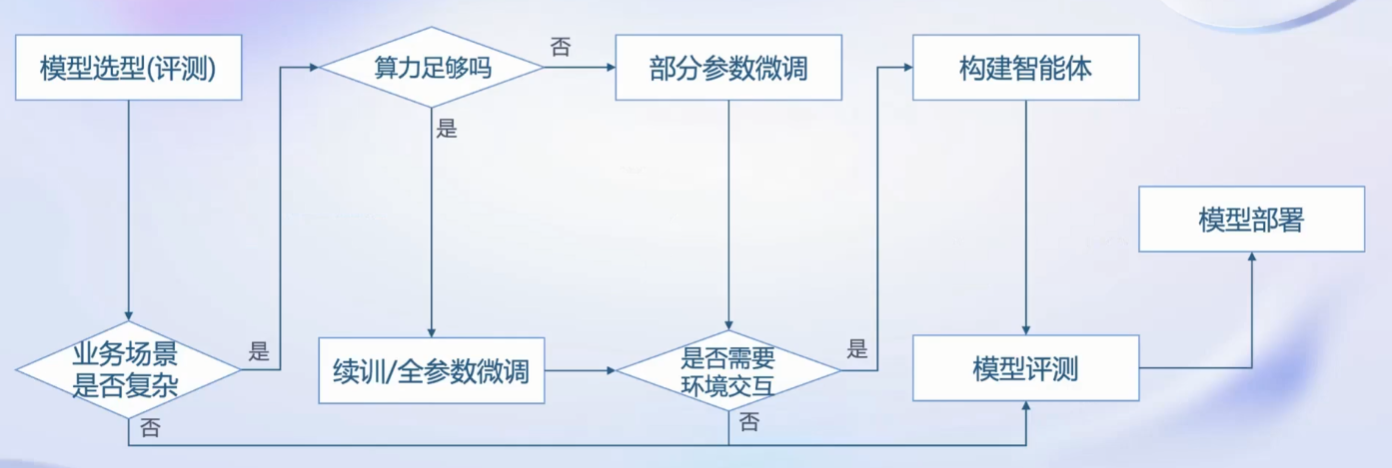 模型选型(评测)
业务场景
是否复杂
是
否
算力足够吗
否
是
续训/全参数微调
部分参数微调
是否需要
环境交互
是
否
构建智能体
模型评测
模型部署